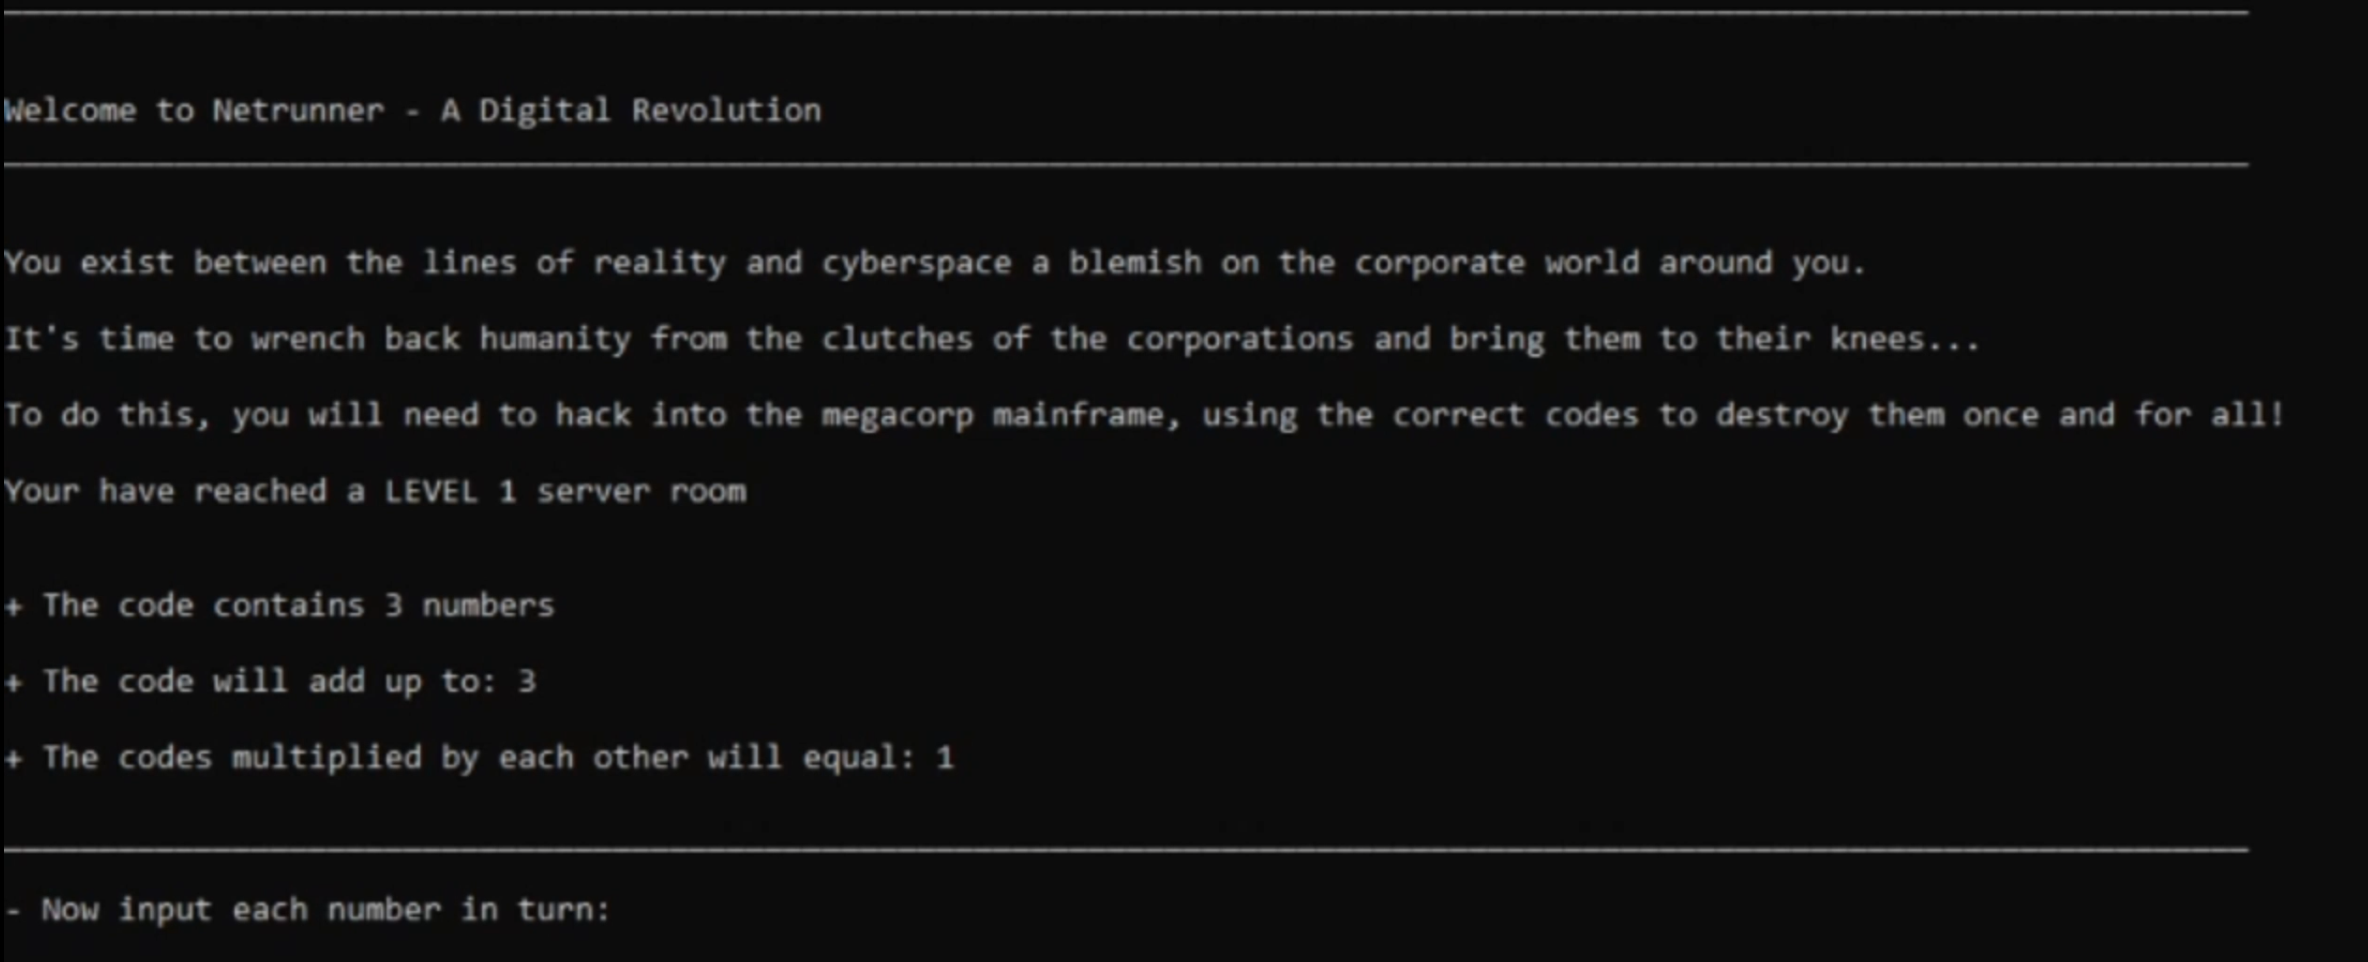 Welcome to Netrunner - A Digital Revolution
You exist between the lines of reality and cyberspace a blemish on the corporate world around you.
It's time to wrench back humanity from the clutches of the corporations and bring them to their knees...
To do this, you will need to hack into the megacorp mainframe, using the correct codes to destroy them once and for all!
Your have reached a LEVEL 1 server room
+ The code contains 3 numbers
+ The code will add up to: 3
+ The codes multiplied by each other will equal: 1
- Now input each number in turn: